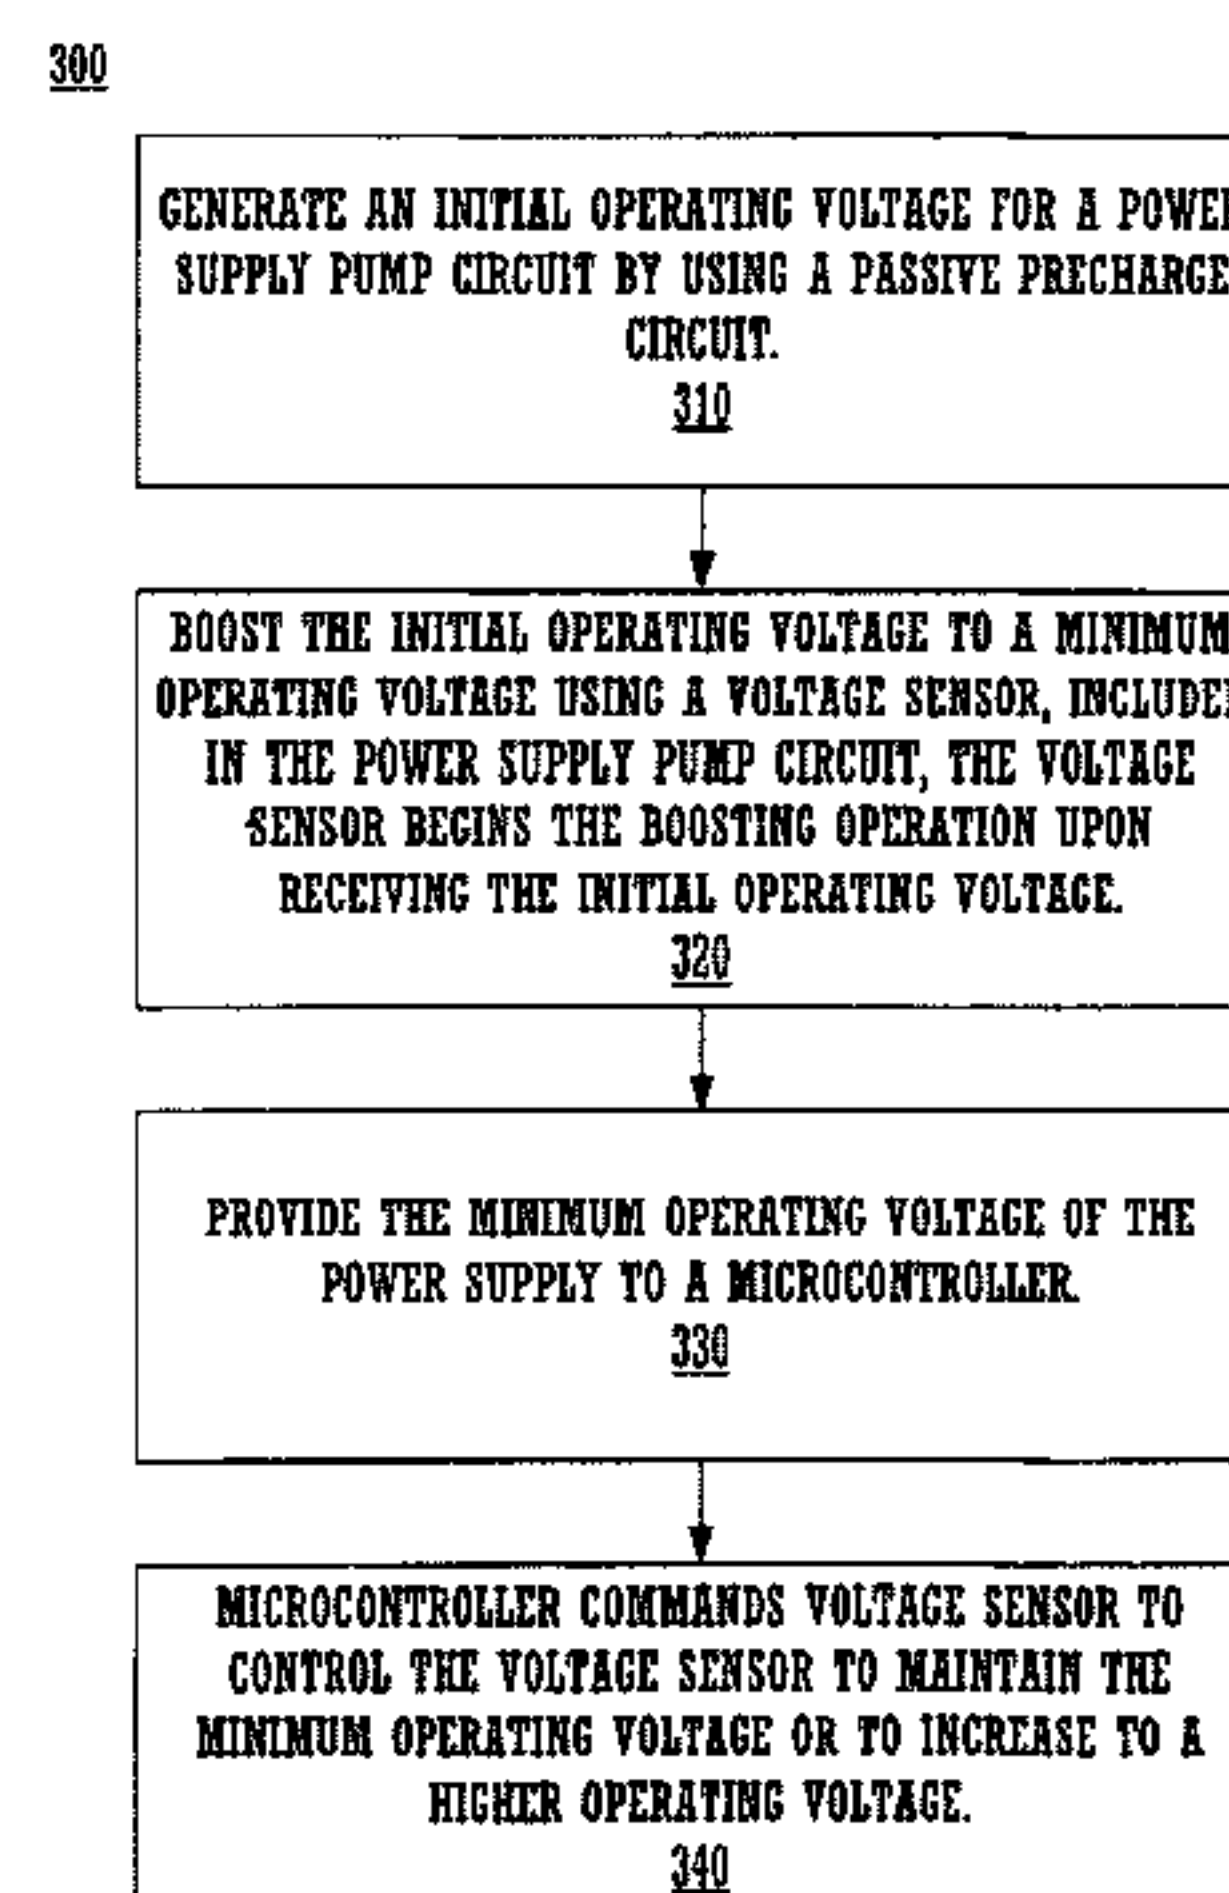 300
GENERATE AN INITIAL OPERATING VOLTAGE FOR A POWER
SUPPLY PUMP CIRCUIT BY USING A PASSIVE PRECHARGE
CIRCUIT.
310
BOOST THE INITIAL OPERATING VOLTAGE TO A MINIMUM
OPERATING VOLTAGE USING A VOLTAGE SENSOR, INCLUDED
IN THE POWER SUPPLY PUMP CIRCUIT, THE VOLTAGE
SENSOR BEGINS THE BOOSTING OPERATION UPON
RECEIVING THE INITIAL OPERATING VOLTAGE.
320
PROVIDE THE MINIMUM OPERATING VOLTAGE OF THE
POWER SUPPLY TO A MICROCONTROLLER.
330
MICROCONTROLLER COMMANDS VOLTAGE SENSOR TO
CONTROL THE VOLTAGE SENSOR TO MAINTAIN THE
MINIMUM OPERATING VOLTAGE OR TO INCREASE TO A
HIGHER OPERATING VOLTAGE.
340